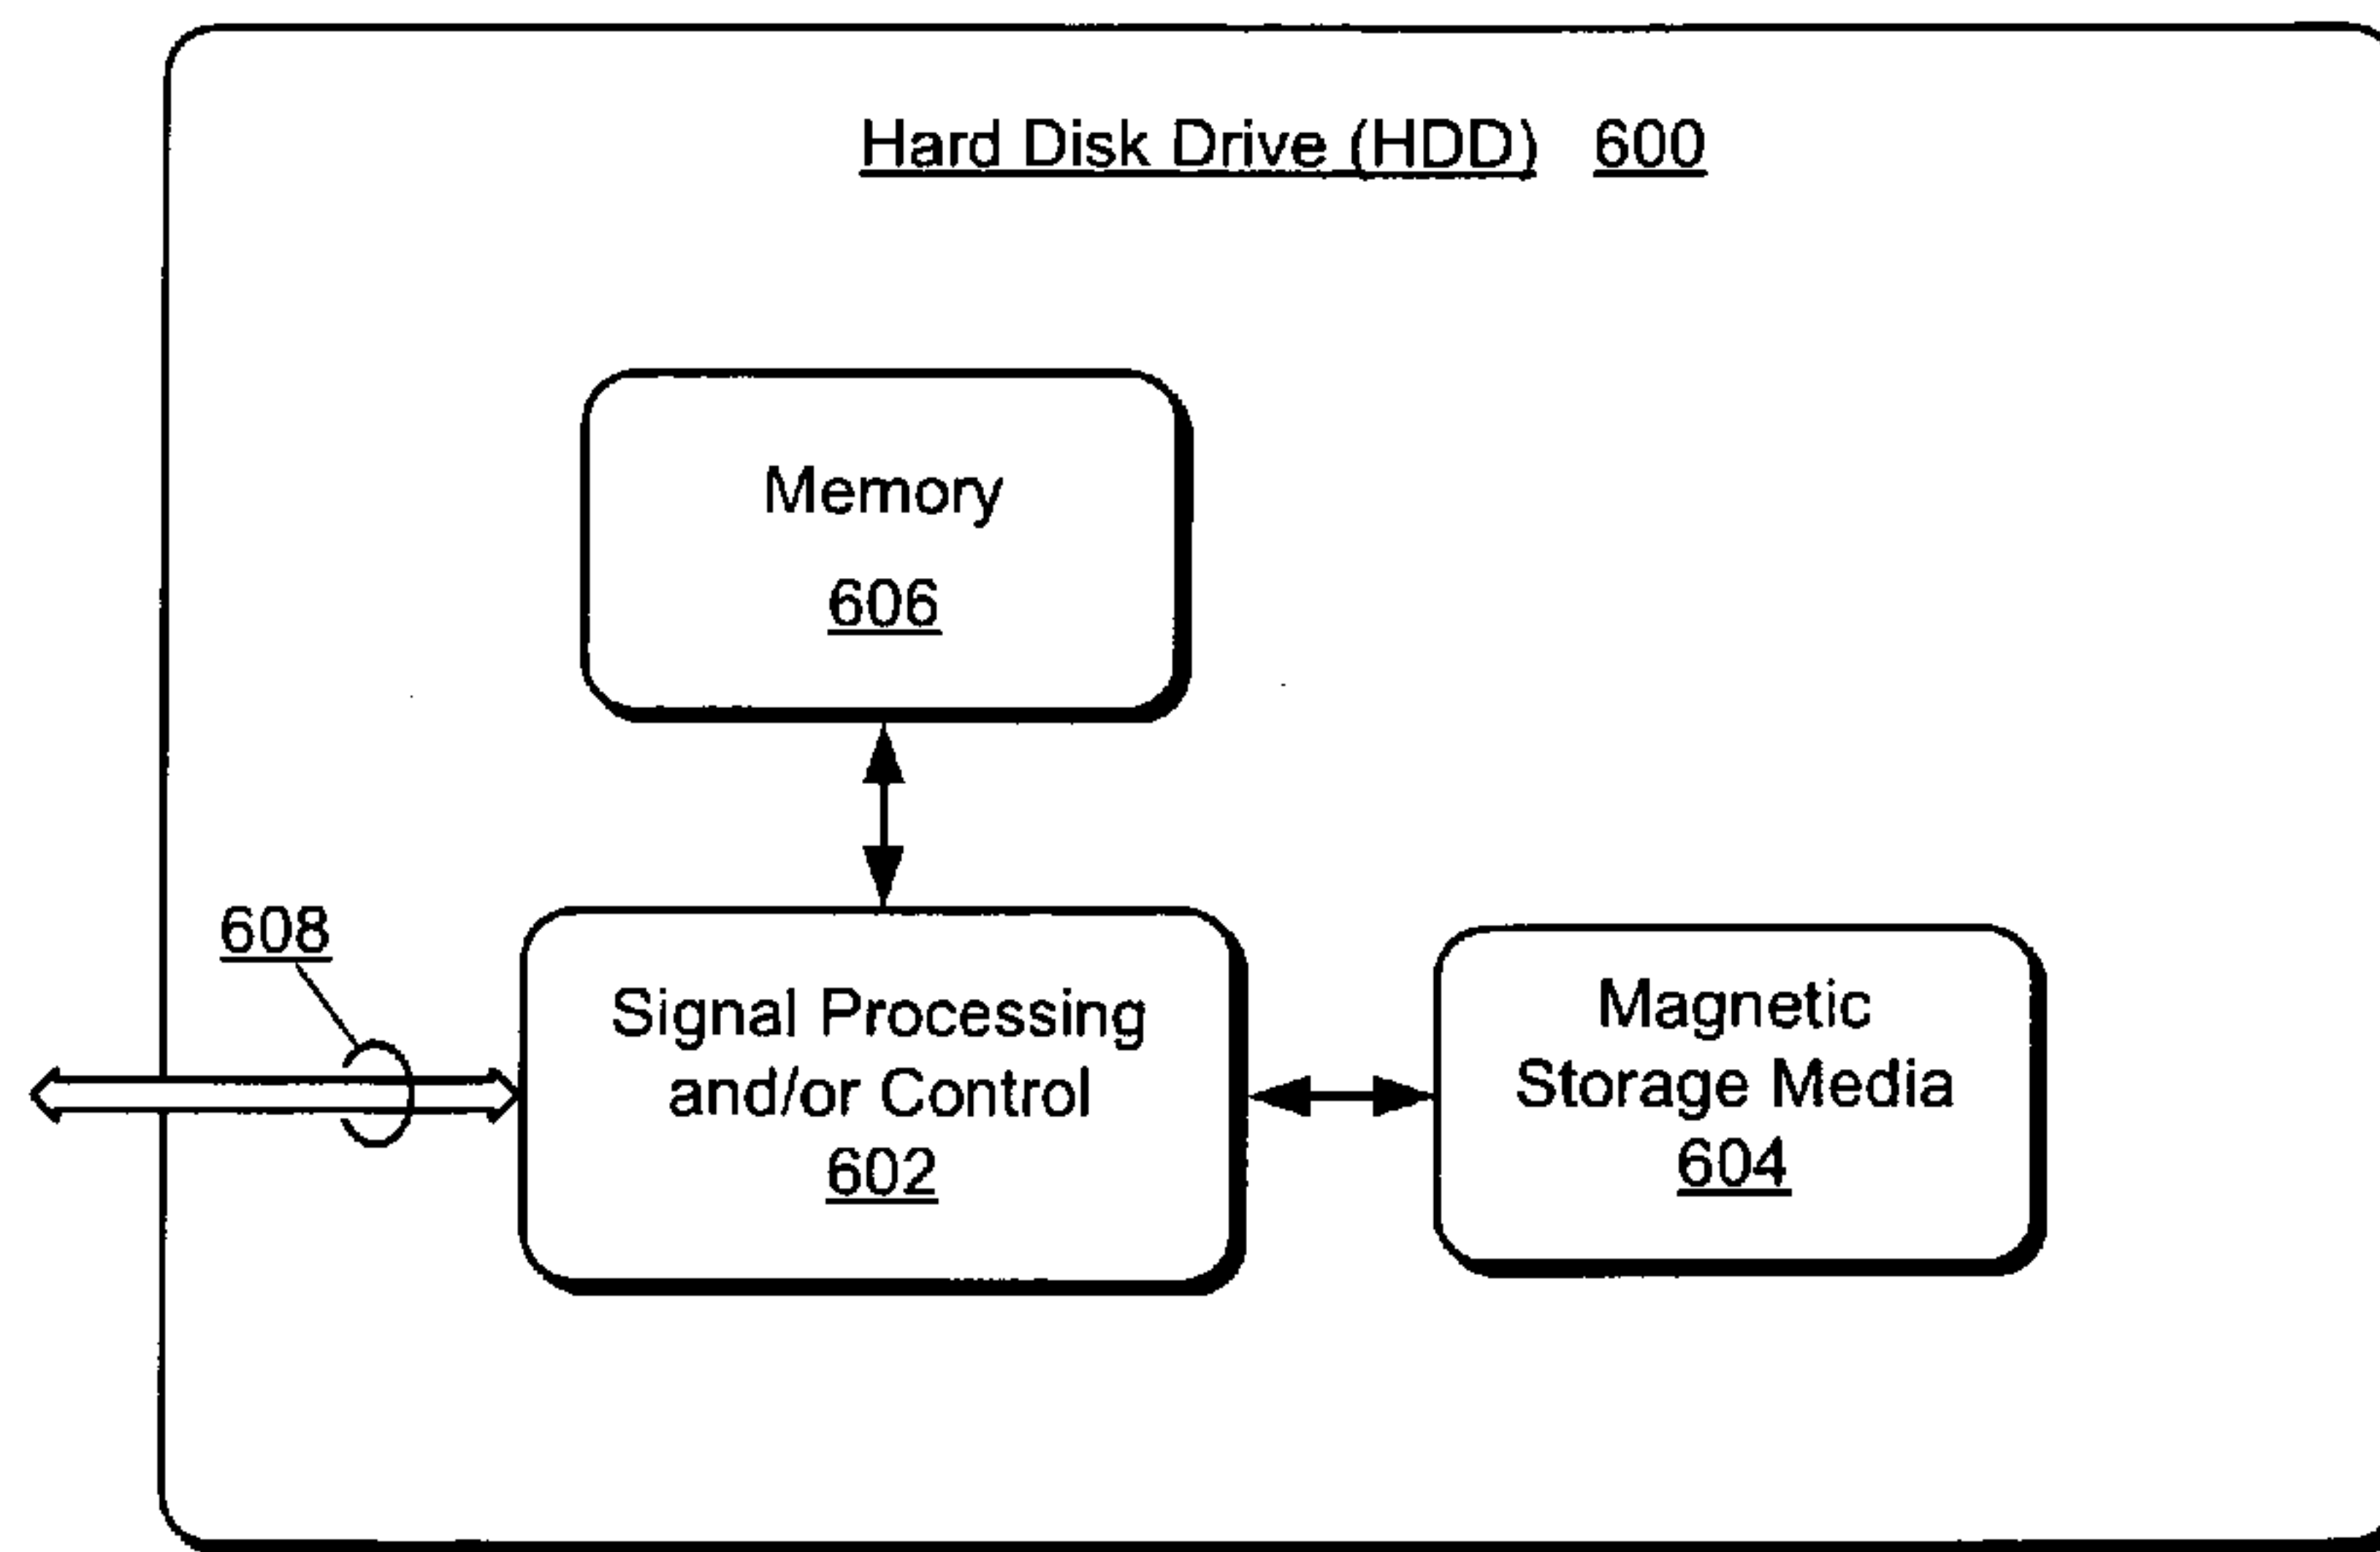 Hard Disk Drive (HDD) 600
Memory
606
608
Signal Processing
and/or Control
602
Magnetic
Storage Media
604